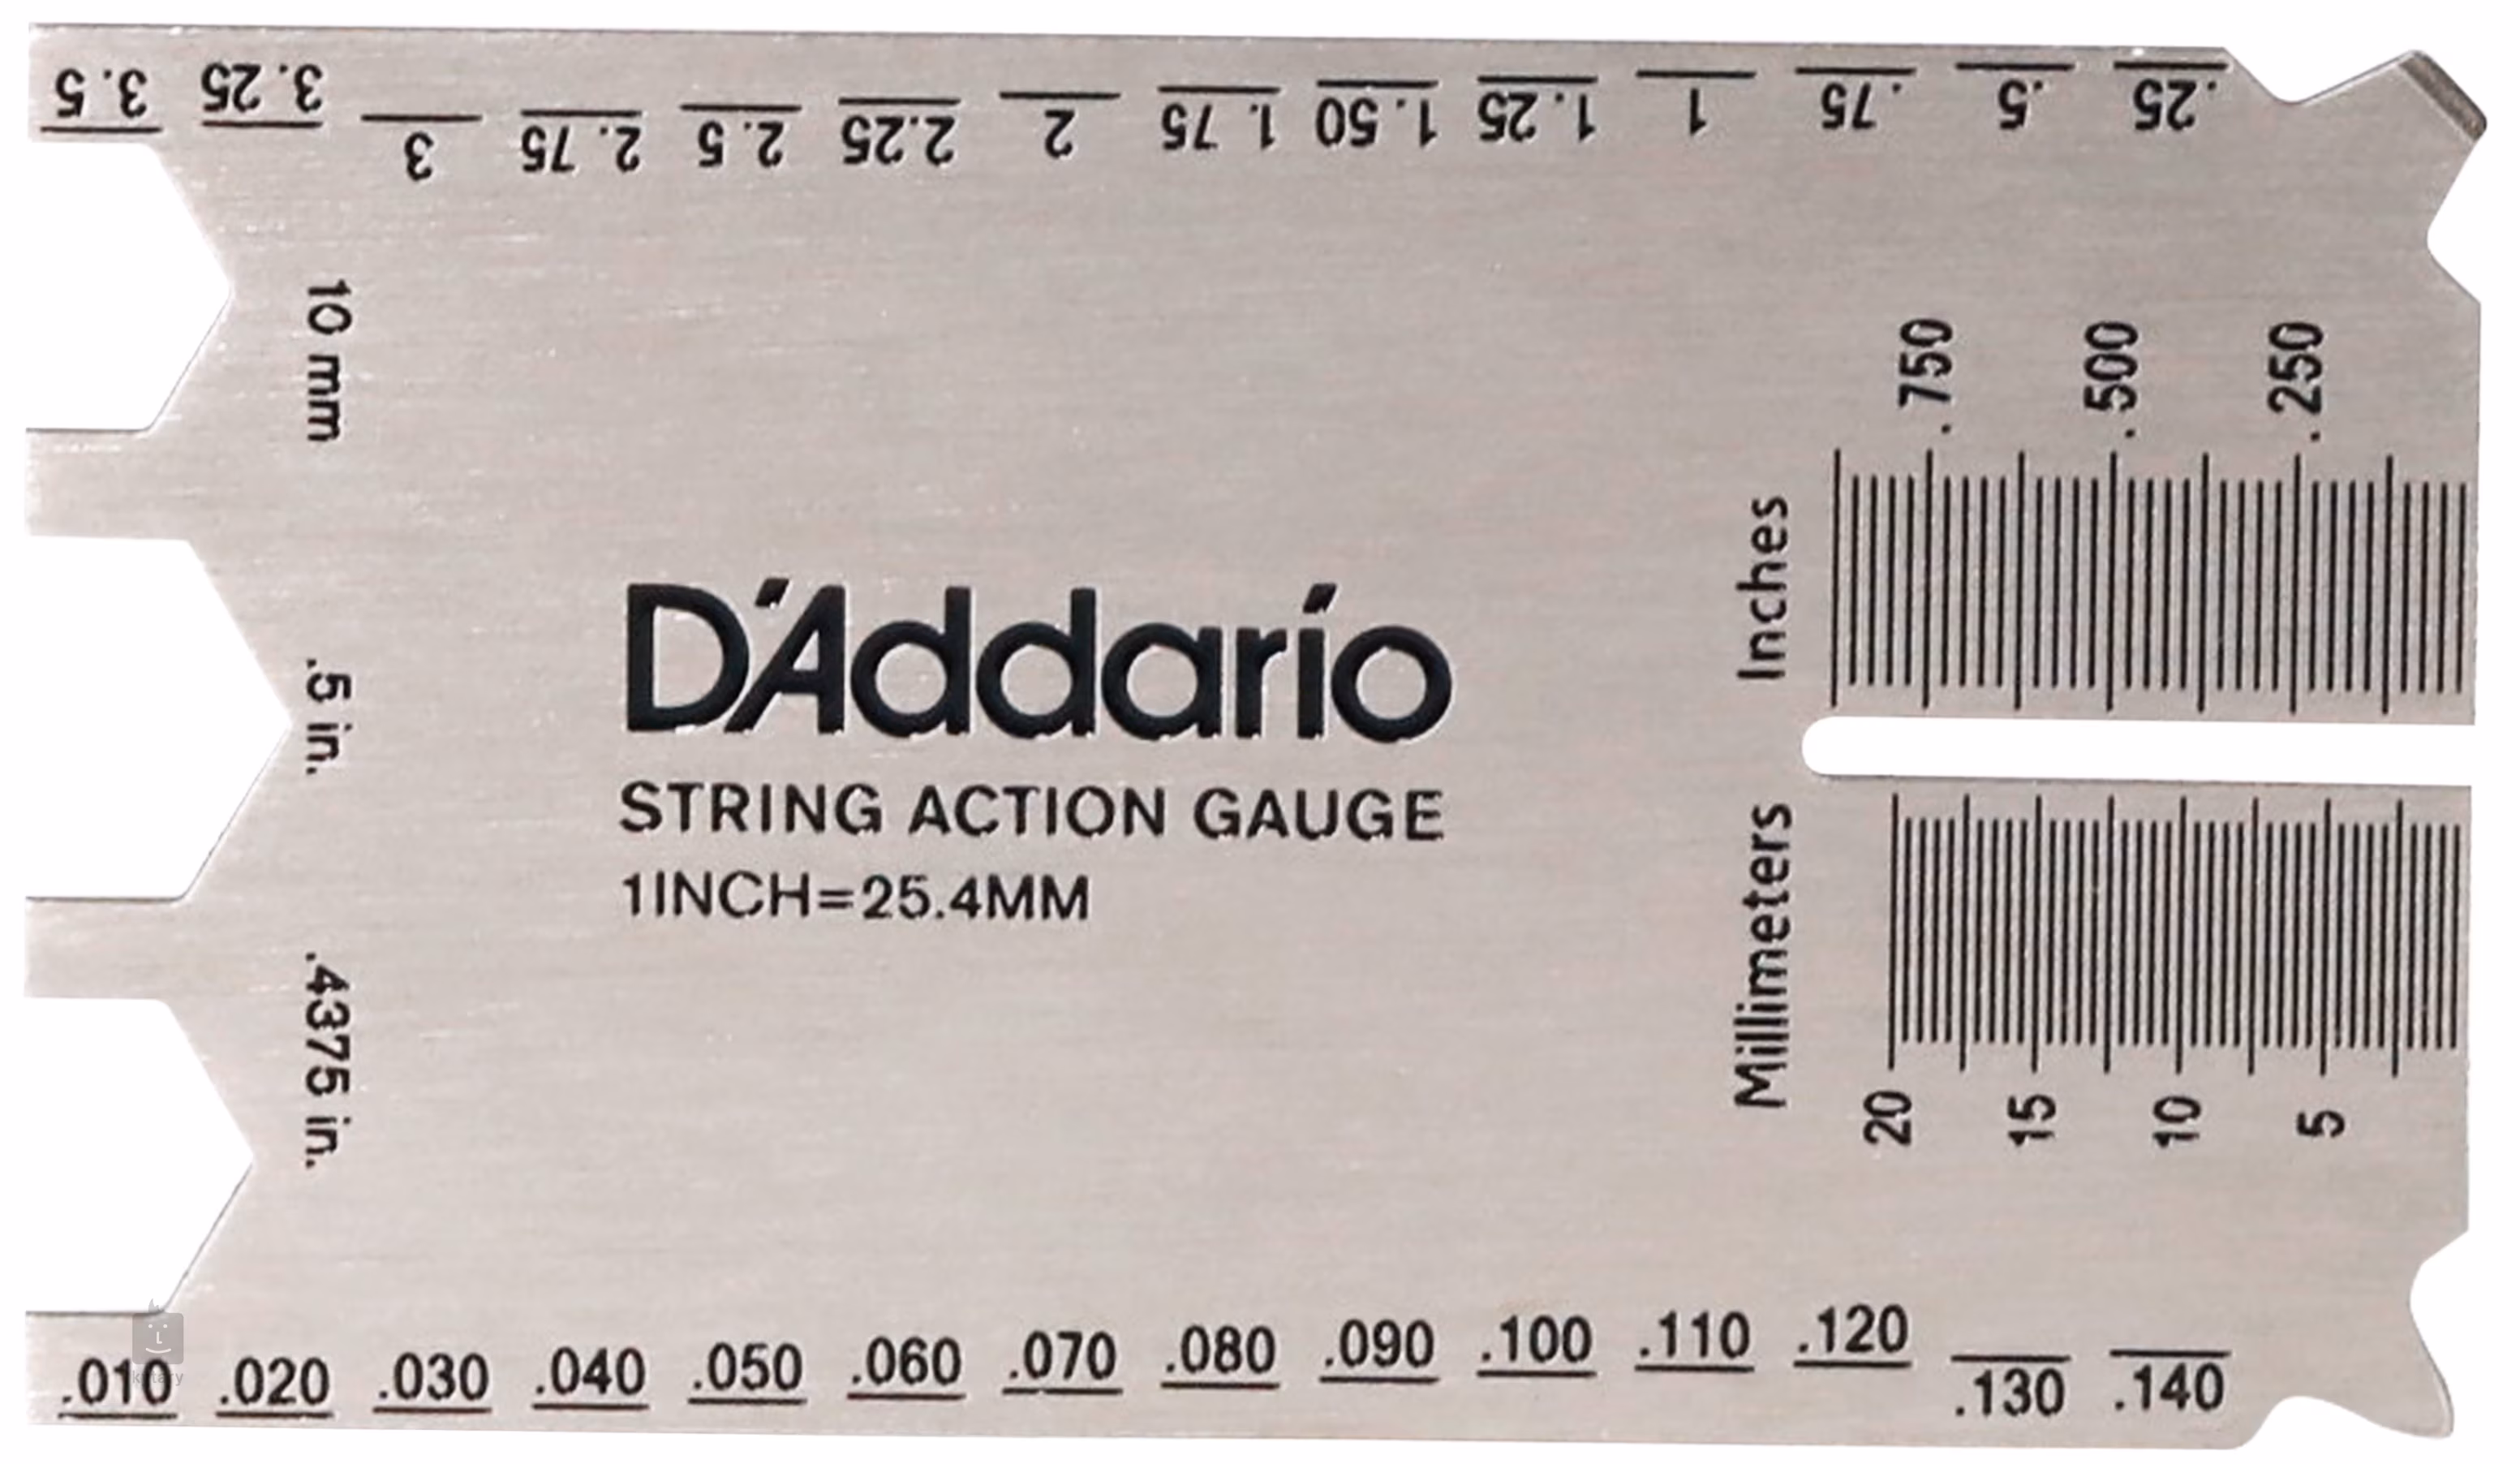 3.5 3.25 3 2.75 2.5 2.25 2 1.75 1.50 1.25 1 .75 .5 .25
10 mm
.5 in.
.4375 in.
D'Addario
STRING ACTION GAUGE
1INCH=25.4MM
.750 .500 .250
Inches
Millimeters
20 15 10 5
.010 .020 .030 .040 .050 .060 .070 .080 .090 .100 .110 .120 .130 .140